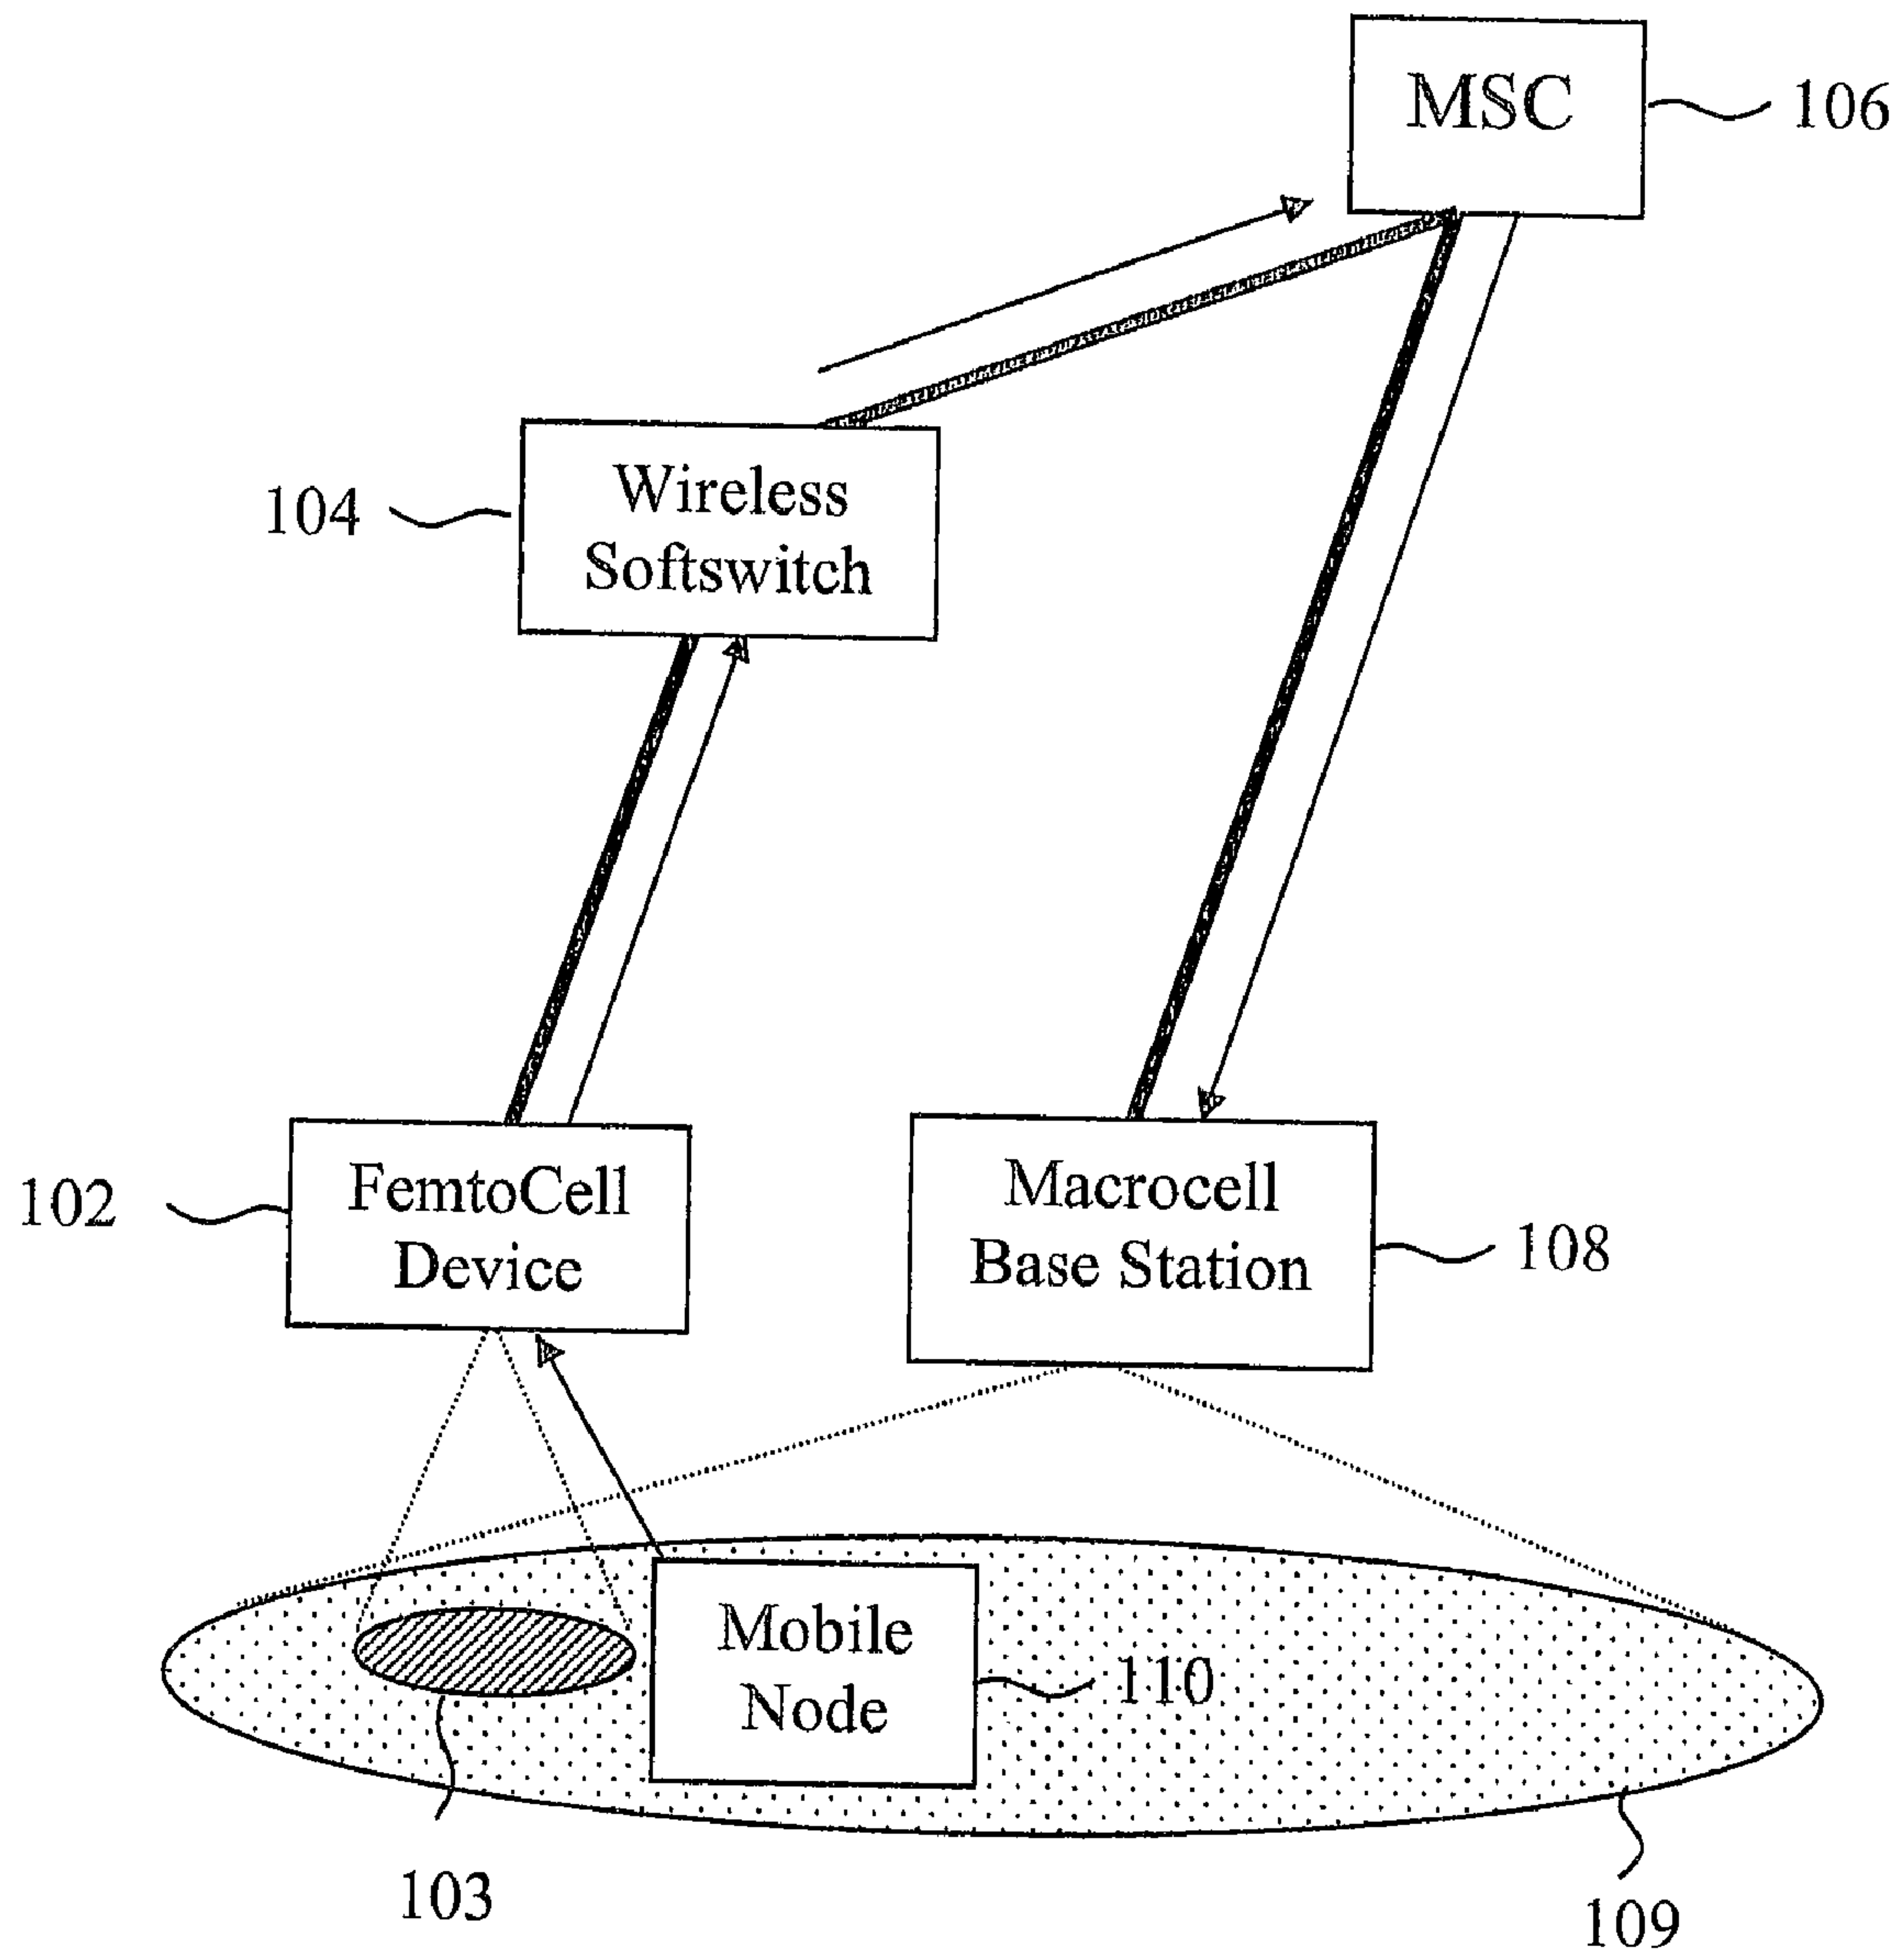 MSC
106
Wireless
Softswitch
104
FemtoCell
Device
102
Macrocell
Base Station
108
Mobile
Node
110
103
109